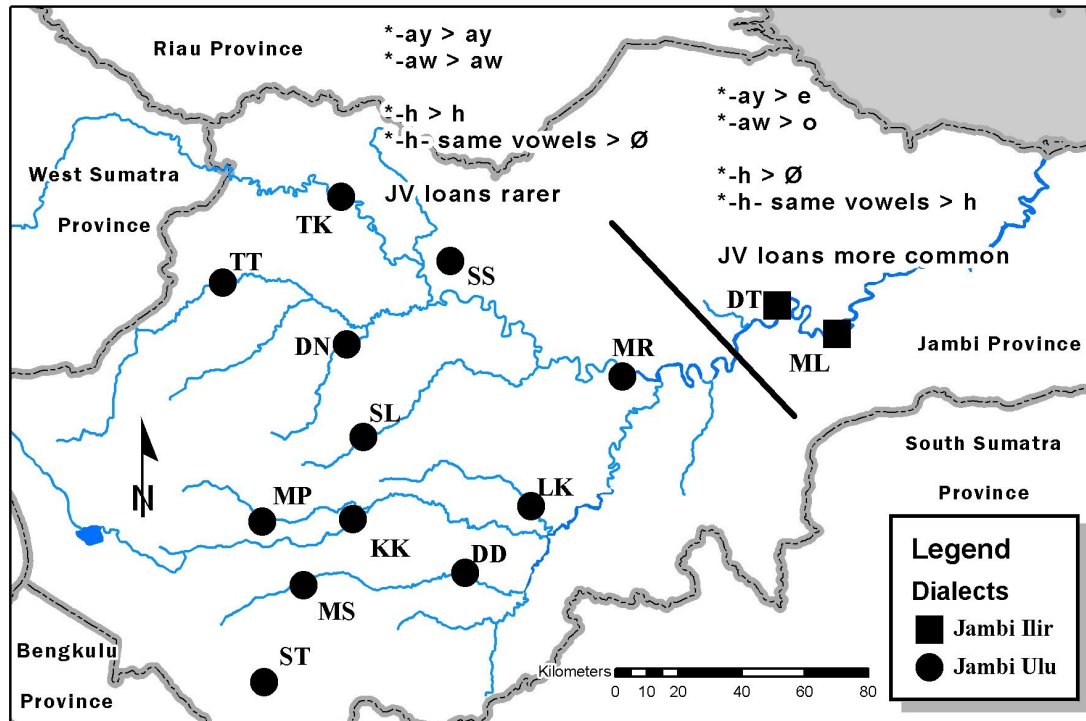 Riau Province
*-ay > ay
*-aw > aw
*-h > h
*-h- same vowels > Ø
JV loans rarer
*-ay > e
*-aw > o
*-h > Ø
*-h- same vowels > h
JV loans more common
West Sumatra
Province
TK
TT
SS
DT
ML
DN
MR
Jambi Province
SL
South Sumatra
Province
N
MP
LK
KK
DD
MS
Bengkulu
Province
ST
Kilometers
0 10 20 40 60 80
Legend
Dialects
Jambi Ilir
Jambi Ulu